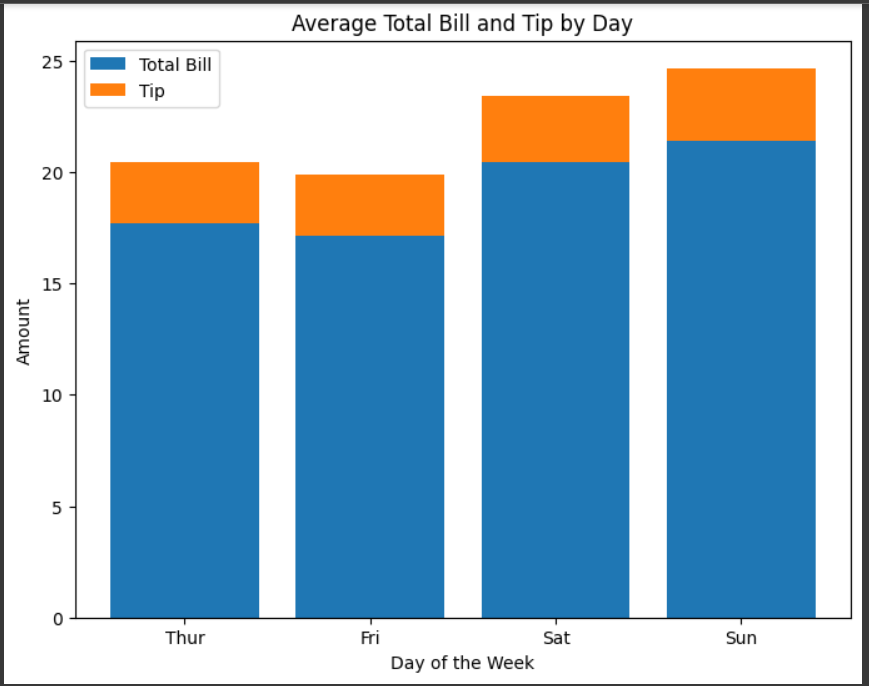 Average Total Bill and Tip by Day
Total Bill
Tip
25
20
15
10
5
0
Amount
Thur Fri Sat Sun
Day of the Week